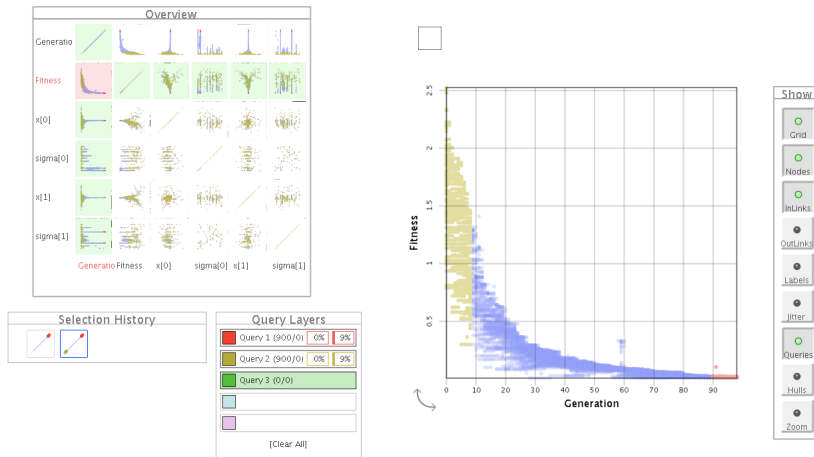 Overview
Generatio
Fitness
x[0]
sigma[0]
x[1]
sigma[1]
Generatio Fitness x[0] sigma[0] x[1] sigma[1]
Selection History
Query Layers
Query 1 (900/0) 0% 9%
Query 2 (900/0) 0% 9%
Query 3 (0/0)
[Clear All]
Fitness
2.5
2
1.5
1
0.5
0 10 20 30 40 50 60 70 80 90
Generation
Show
Grid
Nodes
InLinks
OutLinks
Labels
Jitter
Queries
Hulls
Zoom